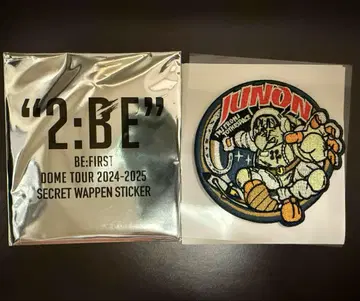 "2:BE"
BE:FIRST
DOME TOUR 2024-2025
SECRET WAPPEN STICKER
JUNON